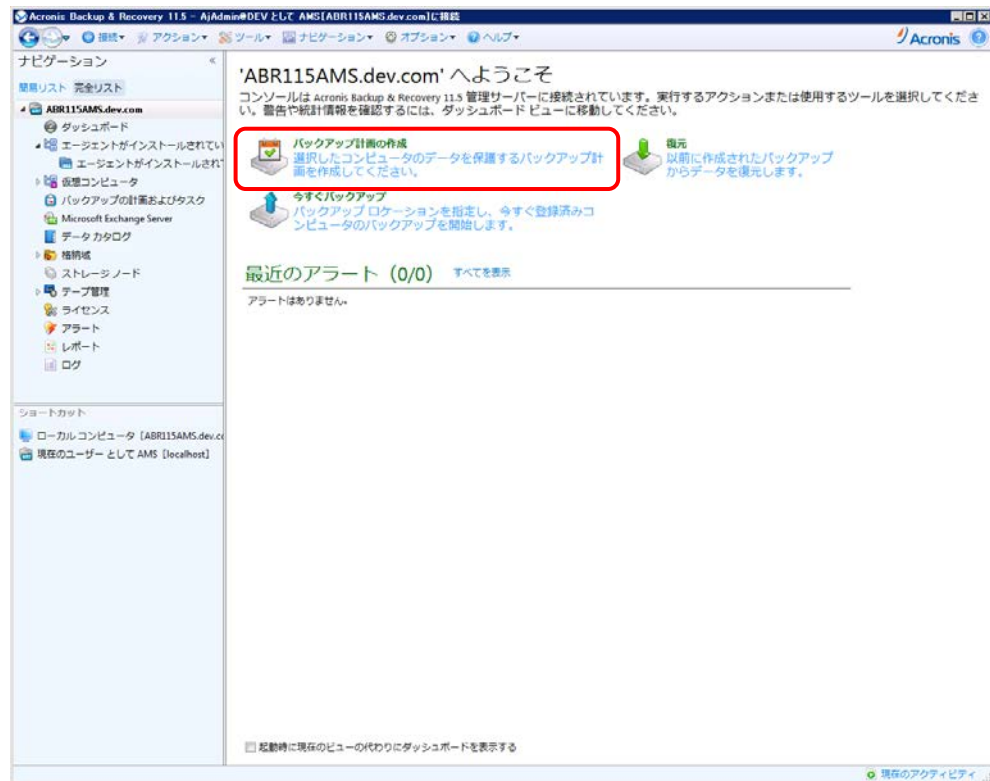 Acronis Backup & Recovery 11.5 - AjAdmin@DEV として AMS[ABR115AMS.dev.com]に接続
接続 アクション ツール ナビゲーション オプション ヘルプ
Acronis
ナビゲーション
簡易リスト 完全リスト
ABR115AMS.dev.com
ダッシュボード
エージェントがインストールされてい
エージェントがインストールされ
仮想コンピュータ
バックアップの計画およびタスク
Microsoft Exchange Server
データ カタログ
格納域
ストレージ ノード
テープ管理
ライセンス
アラート
レポート
ログ
ショートカット
ローカル コンピュータ [ABR115AMS.dev.co
現在のユーザー として AMS [localhost]
'ABR115AMS.dev.com' へようこそ
コンソールは Acronis Backup & Recovery 11.5 管理サーバーに接続されています。実行するアクションまたは使用するツールを選択してくださ
い。警告や統計情報を確認するには、ダッシュボード ビューに移動してください。
バックアップ計画の作成
選択したコンピュータのデータを保護するバックアップ計
画を作成してください。
復元
以前に作成されたバックアップ
からデータを復元します。
今すぐバックアップ
バックアップ ロケーションを指定し、今すぐ登録済みコ
ンピュータのバックアップを開始します。
最近のアラート (0/0) すべてを表示
アラートはありません。
起動時に現在のビューの代わりにダッシュボードを表示する
現在のアクティビティ